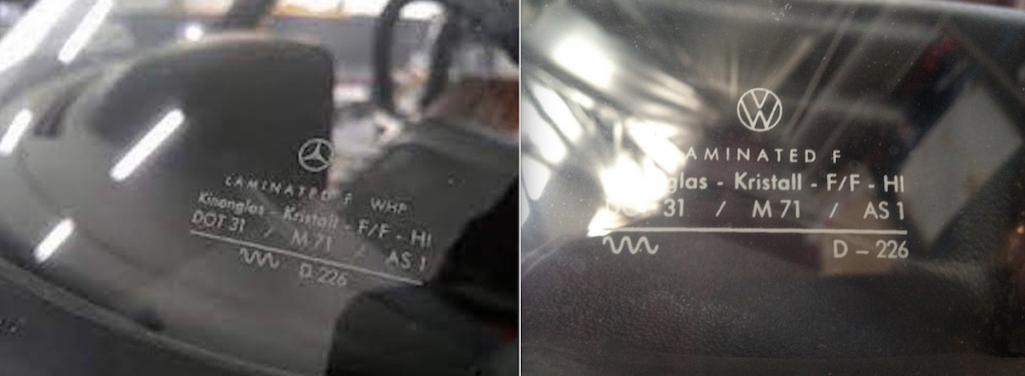 LAMINATED F WHP
Kinonglas - Kristall - F/F - HI
DOT 31 / M 71 / AS 1
D 226
AMINATED F
glas - Kristall - F/F - HI
31 / M 71 / AS 1
D - 226